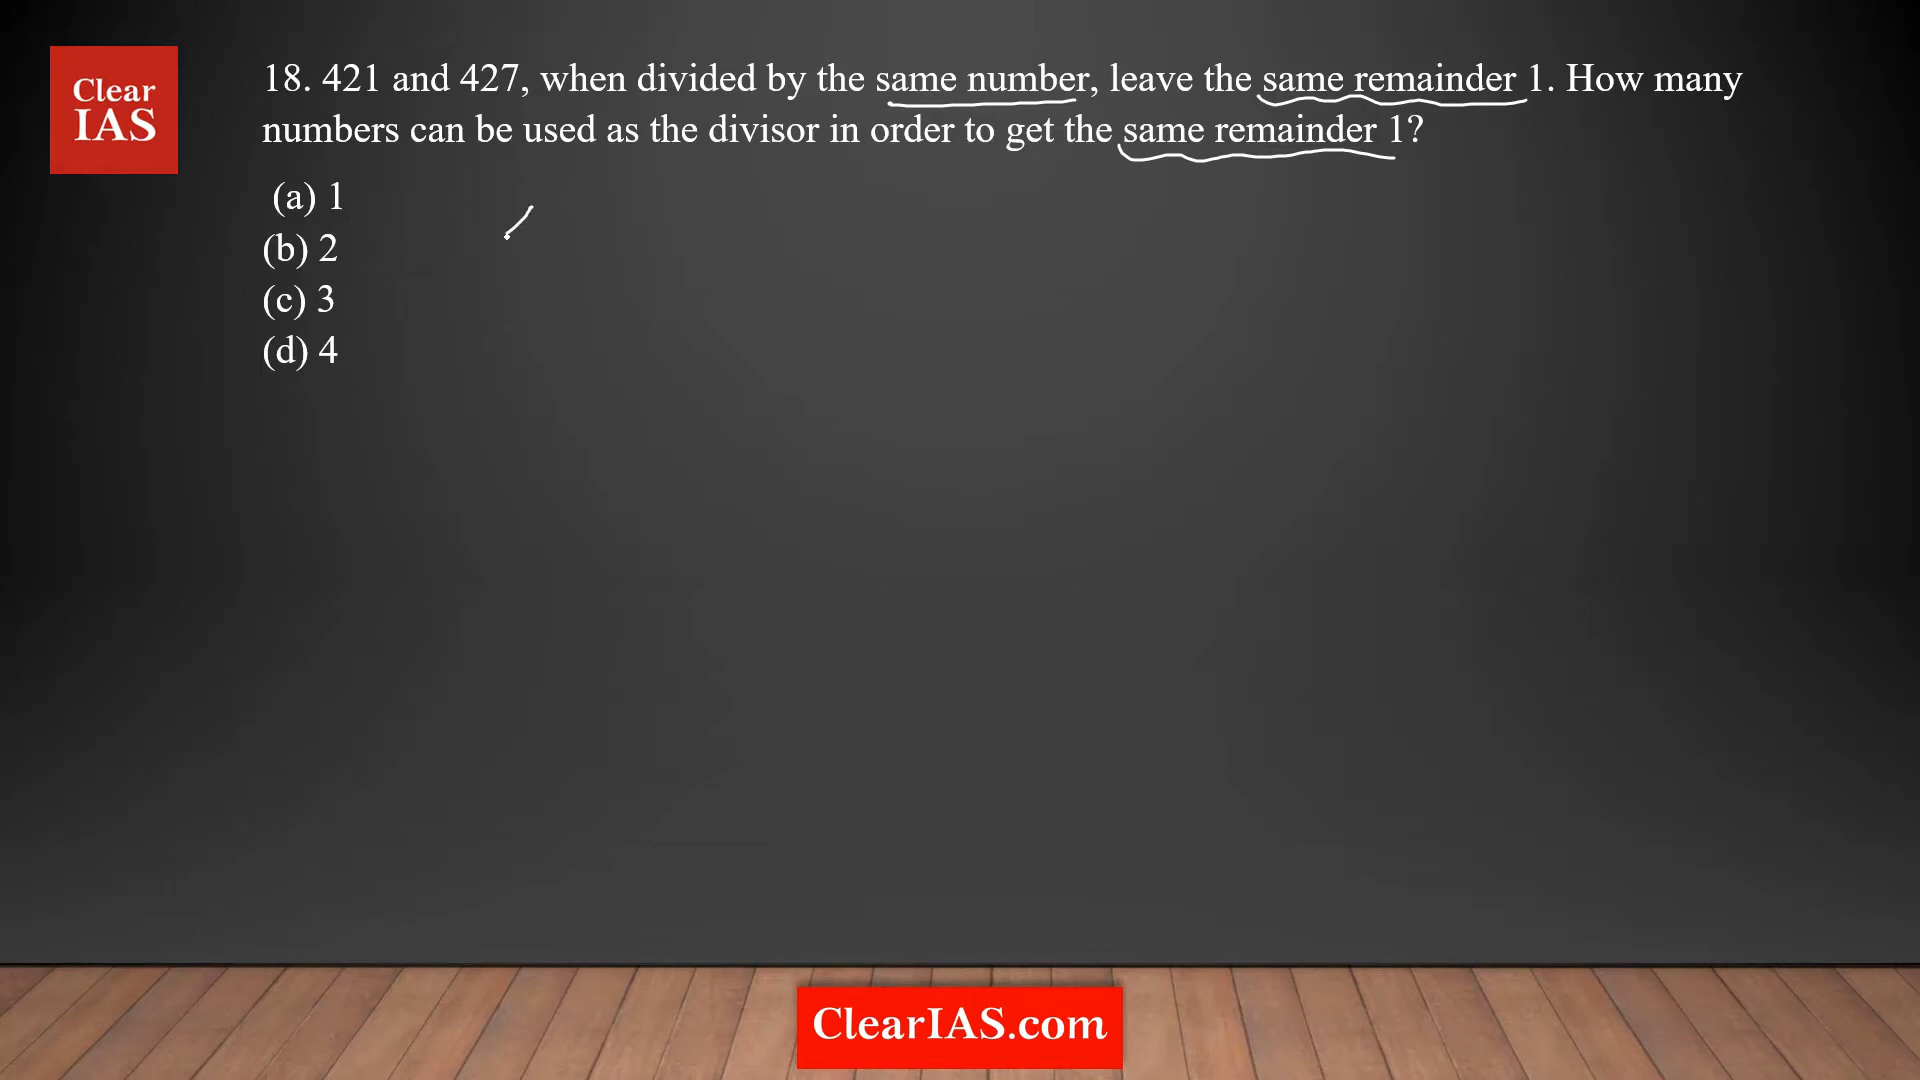 Clear
IAS
18. 421 and 427, when divided by the same number, leave the same remainder 1. How many
numbers can be used as the divisor in order to get the same remainder 1?
(a) 1
(b) 2
(c) 3
(d) 4
ClearIAS.com